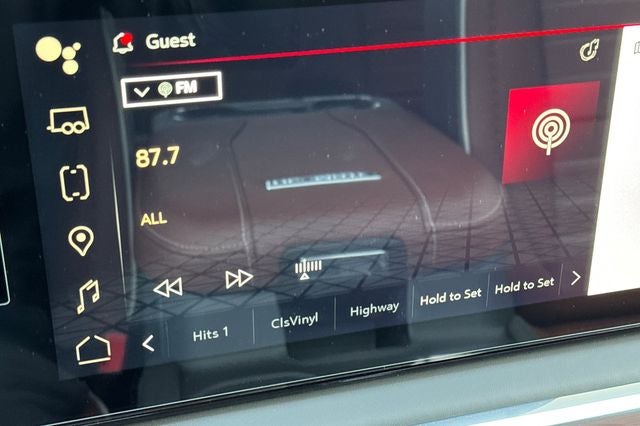 Guest
FM
87.7
ALL
Hits 1
ClsVinyl
Highway
Hold to Set
Hold to Set